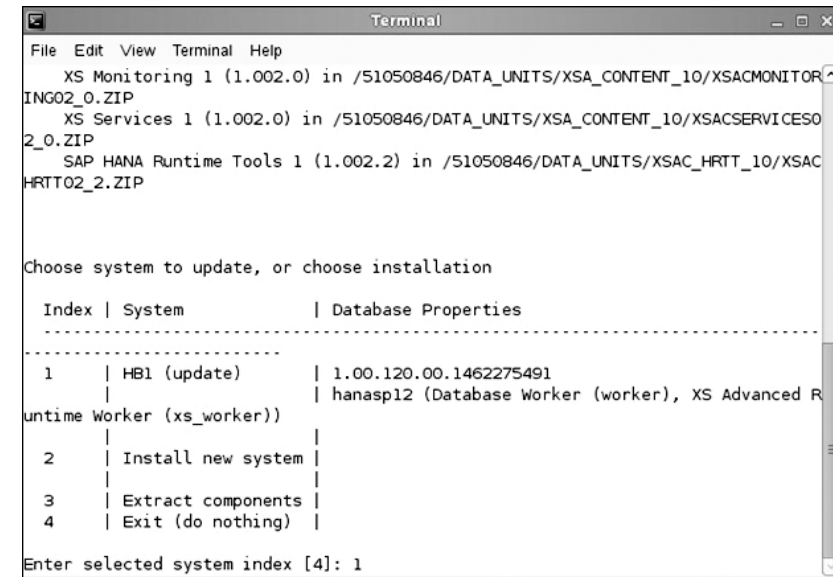 Terminal
File Edit View Terminal Help
XS Monitoring 1 (1.002.0) in /51050846/DATA_UNITS/XSA_CONTENT_10/XSACMONITOR
ING02_0.ZIP
XS Services 1 (1.002.0) in /51050846/DATA_UNITS/XSA_CONTENT_10/XSACSERVICES0
2_0.ZIP
SAP HANA Runtime Tools 1 (1.002.2) in /51050846/DATA_UNITS/XSAC_HRTT_10/XSAC
HRTT02_2.ZIP
Choose system to update, or choose installation
Index | System | Database Properties
--------------------------------------------------------------------------
-------------------------
1 | HB1 (update) | 1.00.120.00.1462275491
| | hanasp12 (Database Worker (worker), XS Advanced R
untime Worker (xs_worker))
| |
2 | Install new system |
| |
3 | Extract components |
4 | Exit (do nothing) |
Enter selected system index [4]: 1